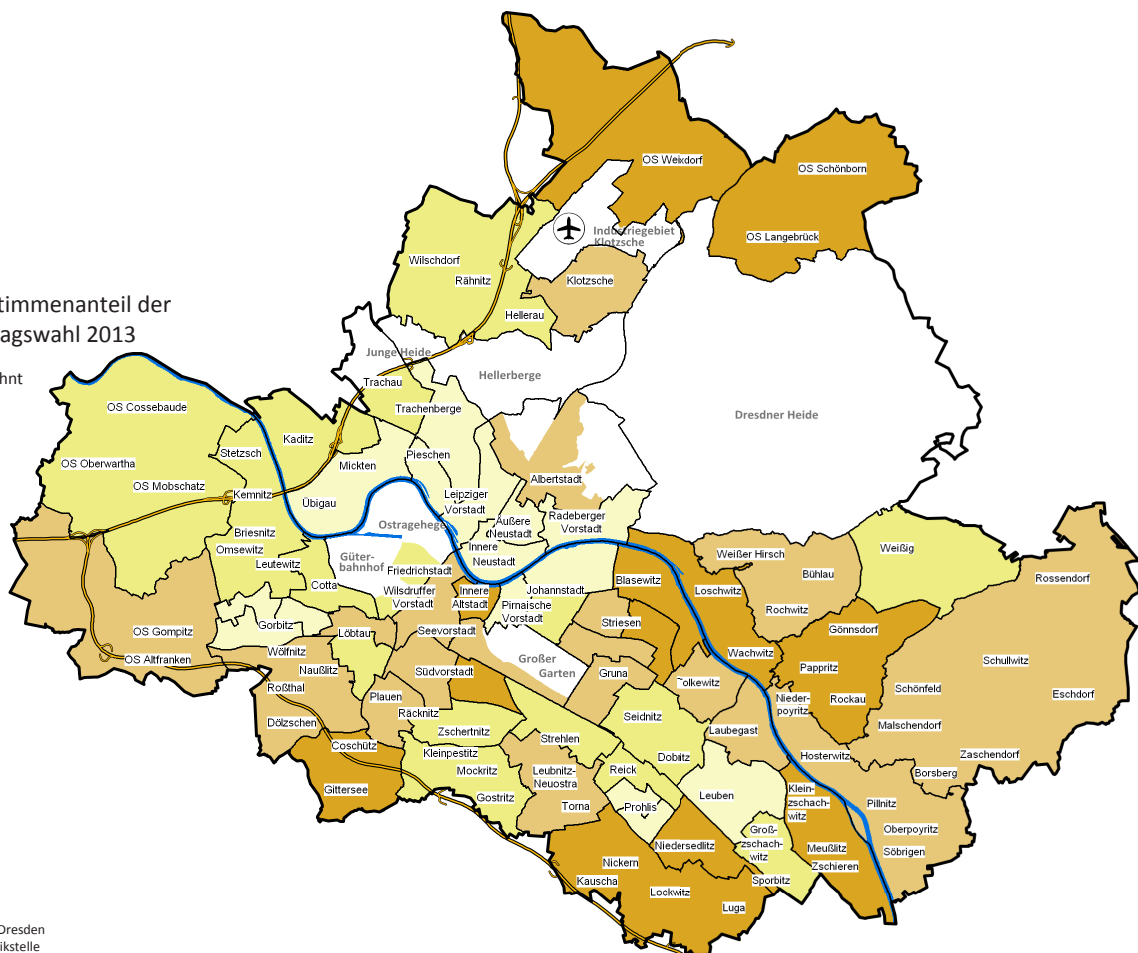 OS Weixdorf
OS Schönborn
OS Langebrück
Industriegebiet
Klotzsche
Wilschdorf
Rähnitz
Klotzsche
Hellerau
timmenanteil der
agswahl 2013
hnt
Junge Heide
Hellerberge
Trachau
Trachenberge
Dresdner Heide
OS Cossebaude
Kaditz
Stetzsch
Mickten
Pieschen
OS Oberwartha
OS Mobschatz
Kemnitz
Übigau
Albertstadt
Leipziger
Vorstadt
Ostragehege
Äußere
Neustadt
Radeberger
Vorstadt
Briesnitz
Omsewitz
Leutewitz
Güter-
bahnhof
Innere
Neustadt
Friedrichstadt
Cotta
Wilsdruffer
Vorstadt
Innere
Altstadt
Johannstadt
Pirnaische
Vorstadt
Blasewitz
Loschwitz
Weißer Hirsch
Bühlau
Rochwitz
Weißig
Rossendorf
OS Gompitz
Gorbitz
Löbtau
Seevorstadt
Striesen
Wachwitz
Gönnsdorf
OS Altfranken
Wölfnitz
Naußlitz
Südvorstadt
Großer
Garten
Gruna
Pappritz
Schullwitz
Roßthal
Plauen
Räcknitz
Nieder-
poyritz
Rockau
Schönfeld
Eschdorf
Dölzschen
Zschertnitz
Seidnitz
Laubegast
Malschendorf
Coschütz
Kleinpestitz
Strehlen
Dobritz
Hosterwitz
Zaschendorf
Mockritz
Leubnitz-
Neuostra
Reick
Borsberg
Gittersee
Gostritz
Torna
Prohlis
Leuben
Klein-
zschach-
witz
Pillnitz
Oberpoyritz
Söbrigen
Niedersedlitz
Groß-
zschach-
witz
Meußlitz
Zschieren
Nickern
Kauscha
Lockwitz
Sporbitz
Luga
Dresden
ikstelle